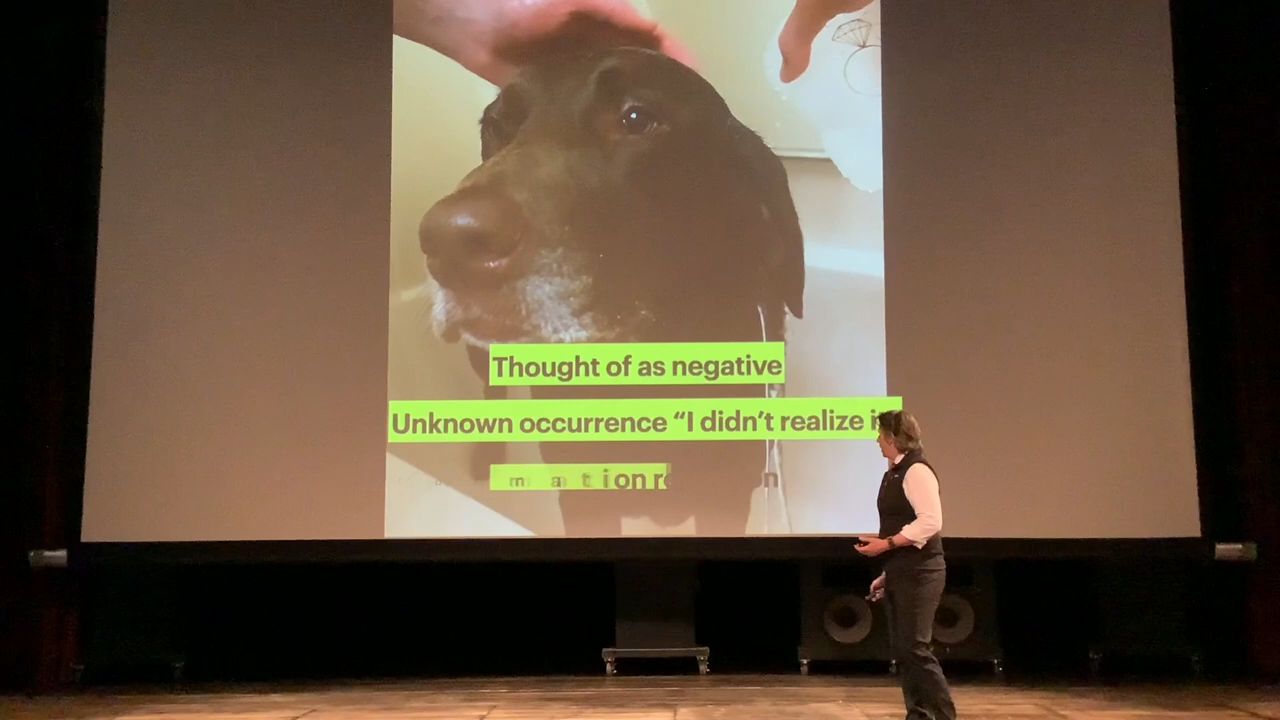 Thought of as negative
Unknown occurrence “I didn’t realize